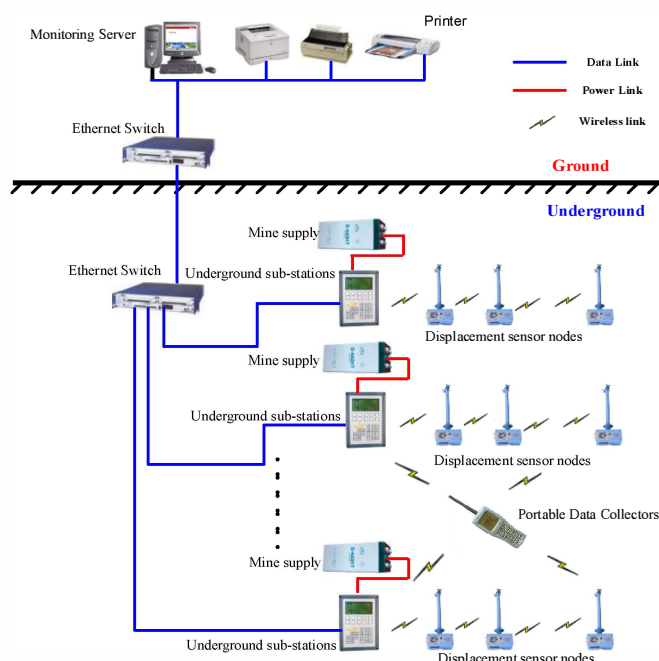 Printer
Monitoring Server
Data Link
Power Link
Wireless link
Ethernet Switch
Ground
Underground
Mine supply
Ethernet Switch
Underground sub-stations
Displacement sensor nodes
Mine supply
Underground sub-stations
Displacement sensor nodes
Portable Data Collectors
Mine supply
Underground sub-stations
Displacement sensor nodes